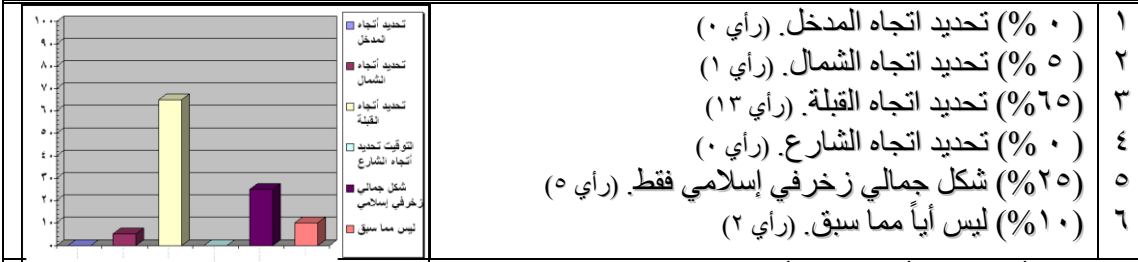 ١ ( ٠ %) تحديد اتجاه المدخل. (رأي ٠)
٢ ( ٥ %) تحديد اتجاه الشمال. (رأي ١)
٣ (٦٥%) تحديد اتجاه القبلة. (رأي ١٣)
٤ ( ٠ %) تحديد اتجاه الشارع. (رأي ٠)
٥ (٢٥%) شكل جمالي زخرفي إسلامي فقط. (رأي ٥)
٦ (١٠%) ليس أياً مما سبق. (رأي ٢)
١٠٠
٩٠
٨٠
٧٠
٦٠
٥٠
٤٠
٣٠
٢٠
١٠
٠
تحديد أتجاه
المدخل
تحديد أتجاه
الشمال
تحديد أتجاه
القبلة
التوقيت تحديد
أتجاه الشارع
شكل جمالي
زخرفي إسلامي
ليس مما سبق